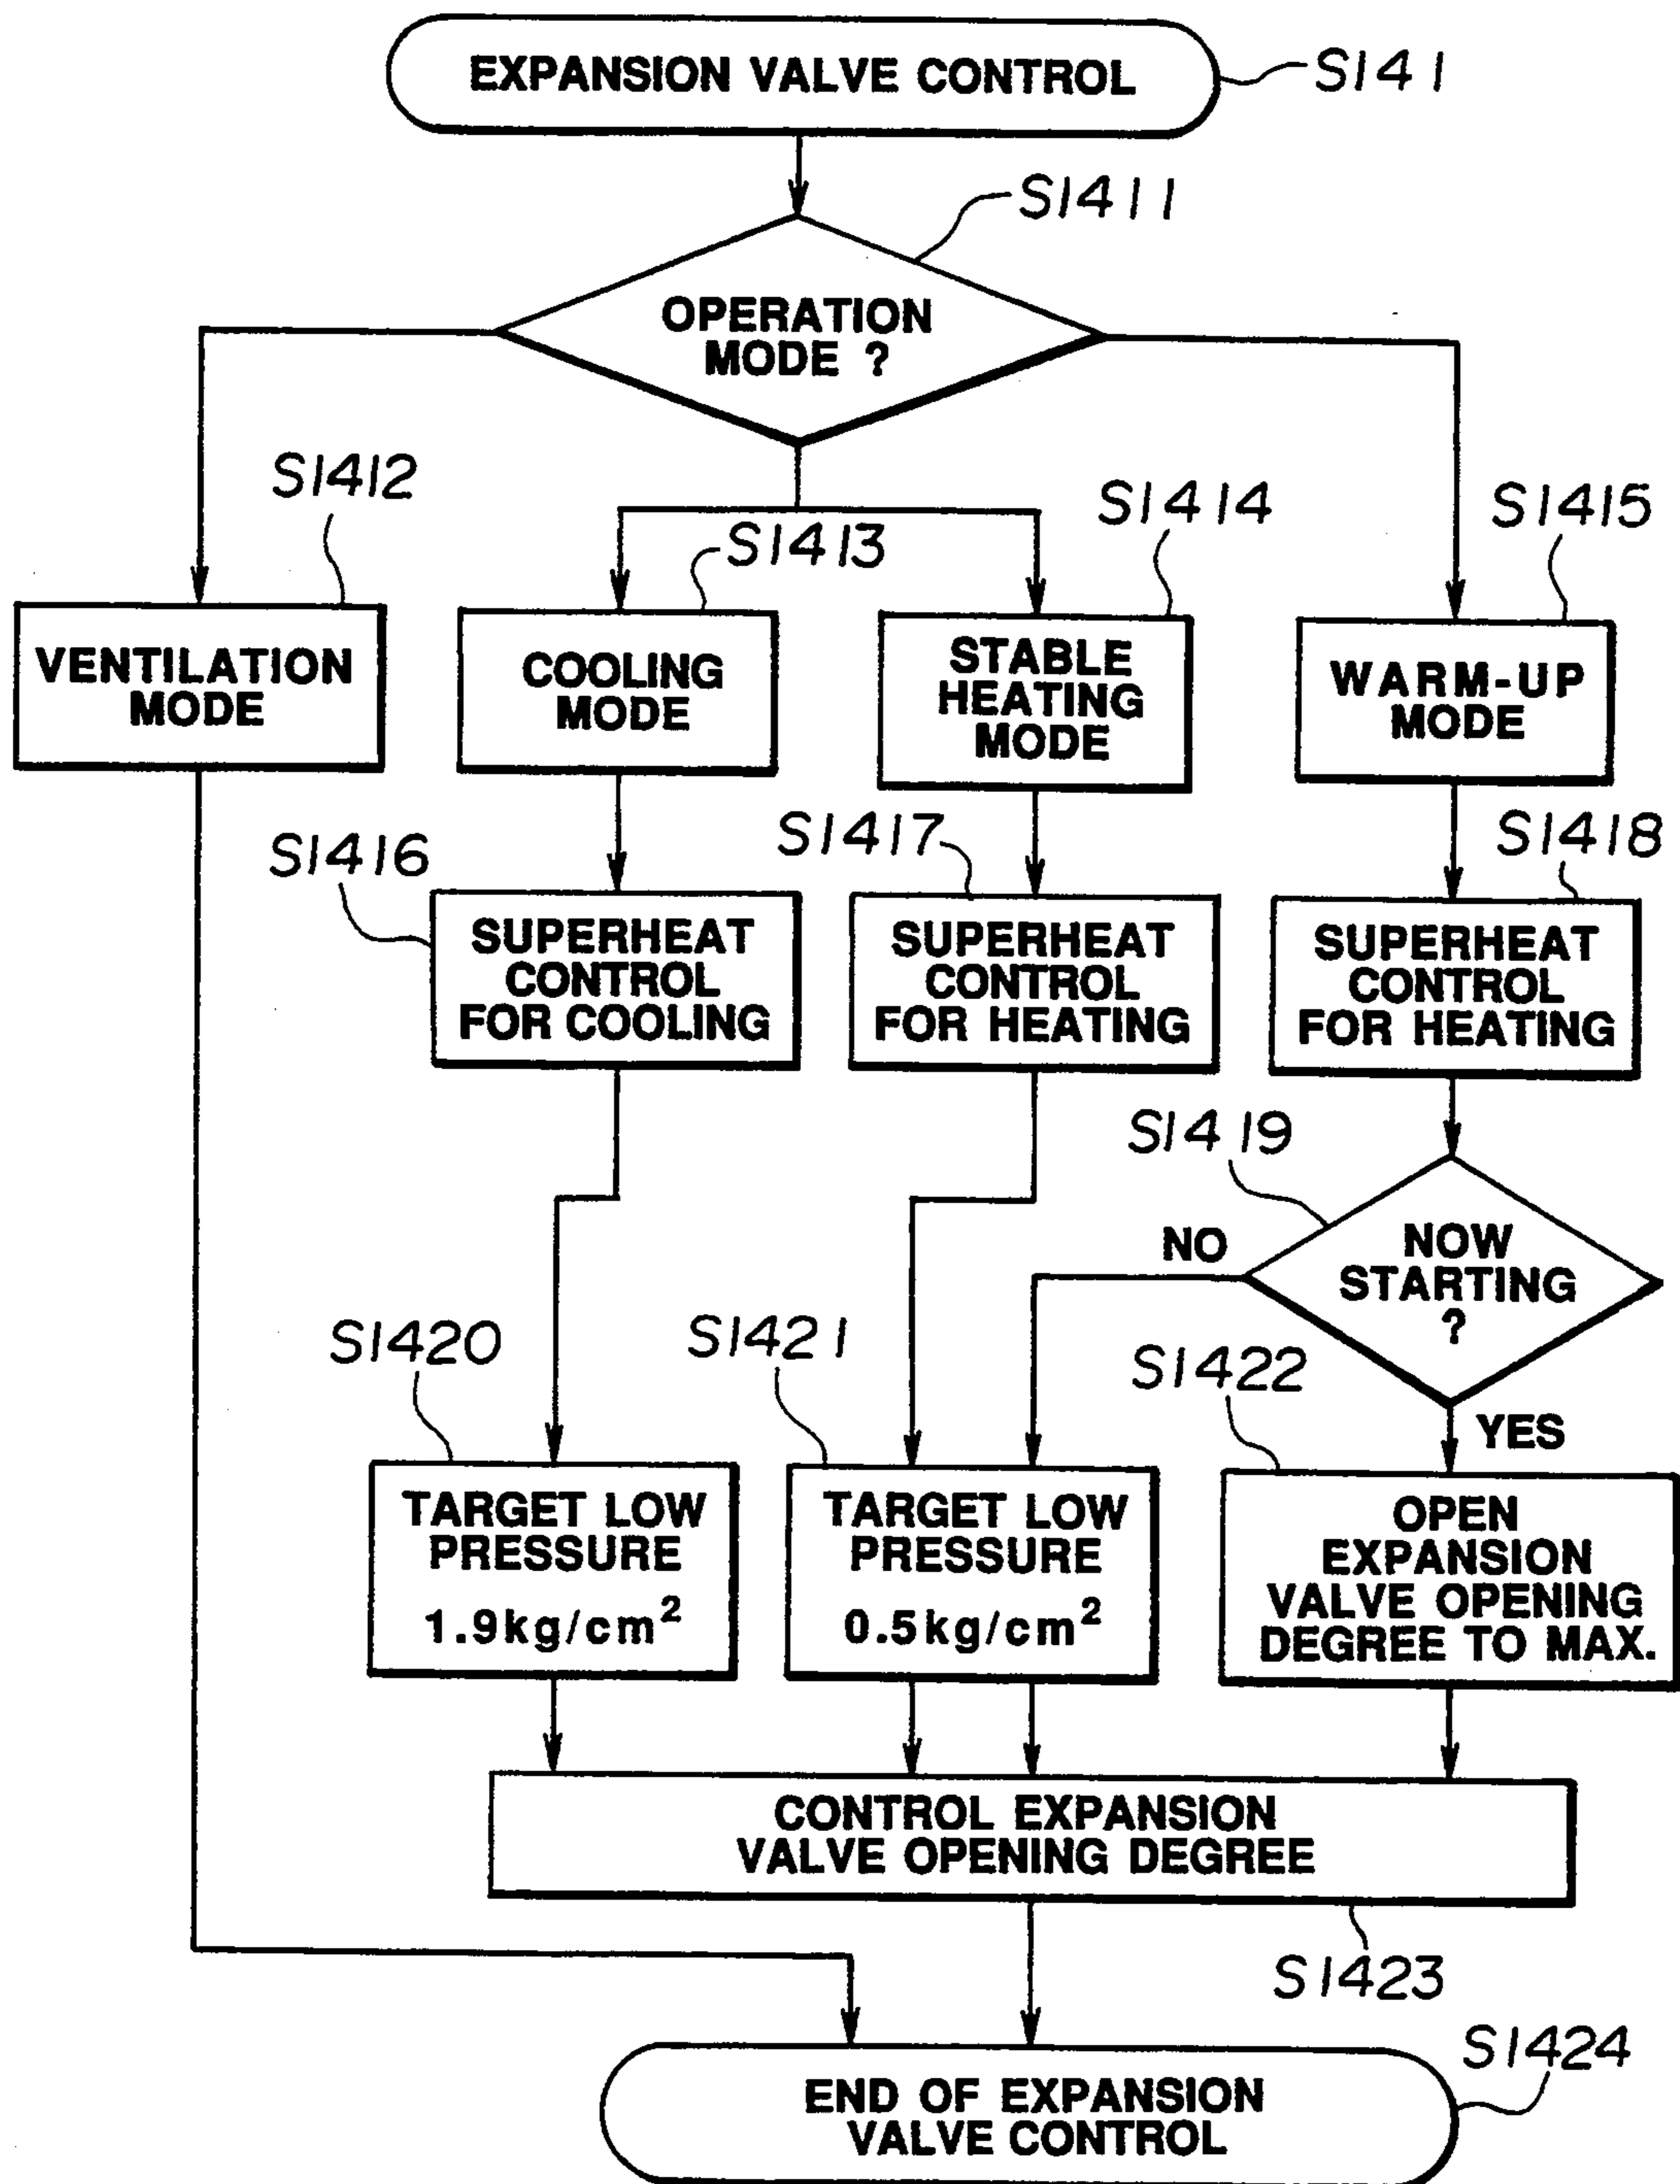 EXPANSION VALVE CONTROL
S141
S1411
OPERATION
MODE ?
S1412
S1413
S1414
S1415
VENTILATION
MODE
COOLING
MODE
STABLE
HEATING
MODE
WARM-UP
MODE
S1416
S1417
S1418
SUPERHEAT
CONTROL
FOR COOLING
SUPERHEAT
CONTROL
FOR HEATING
SUPERHEAT
CONTROL
FOR HEATING
S1419
NO
NOW
STARTING
?
YES
S1420
S1421
S1422
TARGET LOW
PRESSURE
1.9kg/cm²
TARGET LOW
PRESSURE
0.5kg/cm²
OPEN
EXPANSION
VALVE OPENING
DEGREE TO MAX.
CONTROL EXPANSION
VALVE OPENING DEGREE
S1423
S1424
END OF EXPANSION
VALVE CONTROL